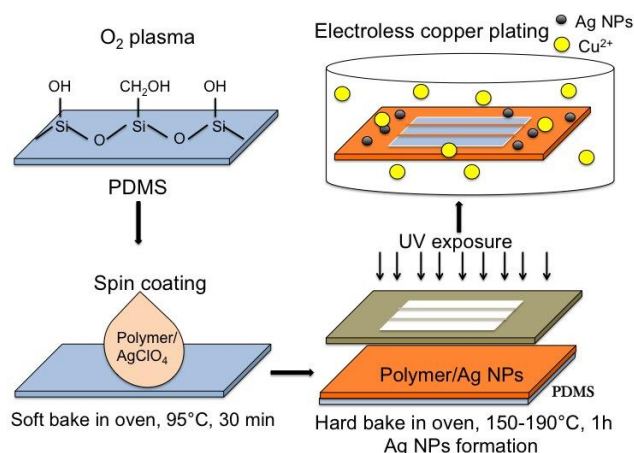 O₂ plasma
OH
CH₂OH
OH
Si
Si
Si
O
O
PDMS
Spin coating
Polymer/
AgClO₄
Soft bake in oven, 95°C, 30 min
Electroless copper plating
Ag NPs
Cu²⁺
UV exposure
Polymer/Ag NPs
PDMS
Hard bake in oven, 150-190°C, 1h
Ag NPs formation